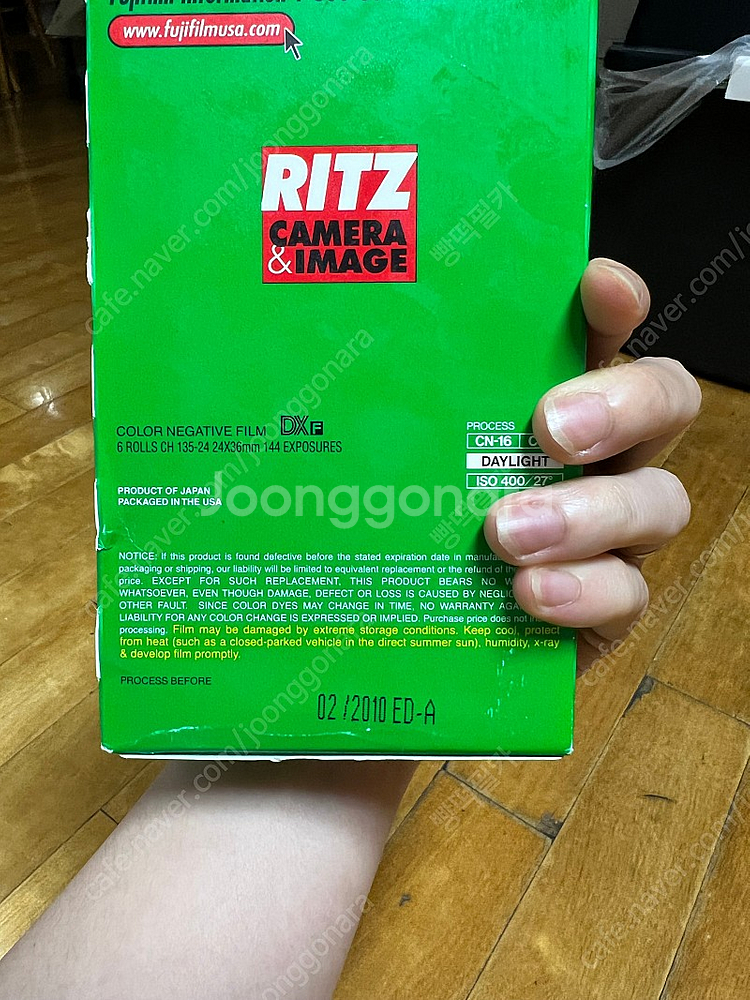 www.fujifilmusa.com
RITZ
CAMERA
& IMAGE
COLOR NEGATIVE FILM DX F
6 ROLLS CH 135-24 24X36mm 144 EXPOSURES
PROCESS
CN-16
DAYLIGHT
ISO 400/27°
PRODUCT OF JAPAN
PACKAGED IN THE USA
Joonggonara
NOTICE: If this product is found defective before the stated expiration date in
packaging or shipping, our liability will be limited to equivalent replacement or the refund of
price. EXCEPT FOR SUCH REPLACEMENT, THIS PRODUCT BEARS NO
WHATSOEVER, EVEN THOUGH DAMAGE, DEFECT OR LOSS IS CAUSED BY
OTHER FAULT. SINCE COLOR DYES MAY CHANGE IN TIME, NO WARRANTY
LIABILITY FOR ANY COLOR CHANGE IS EXPRESSED OR IMPLIED. Purchase price does not
processing. Film may be damaged by extreme storage conditions. Keep cool, protect
from heat (such as a closed-parked vehicle in the direct summer sun), humidity, x-ray
& develop film promptly.
PROCESS BEFORE
02/2010 ED-A
cafe.naver.com/joonggonara